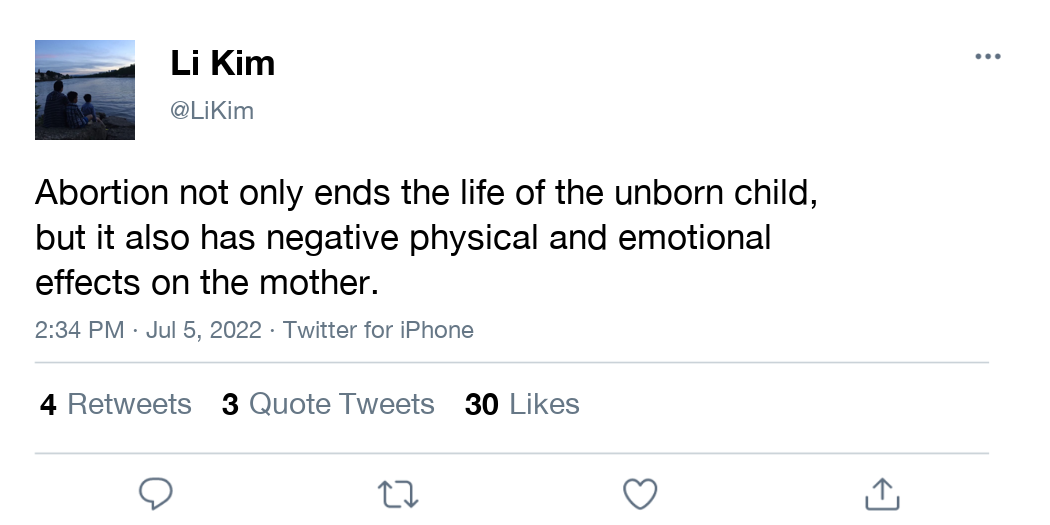 Li Kim
@LiKim
Abortion not only ends the life of the unborn child,
but it also has negative physical and emotional
effects on the mother.
2:34 PM · Jul 5, 2022 · Twitter for iPhone
4 Retweets 3 Quote Tweets 30 Likes